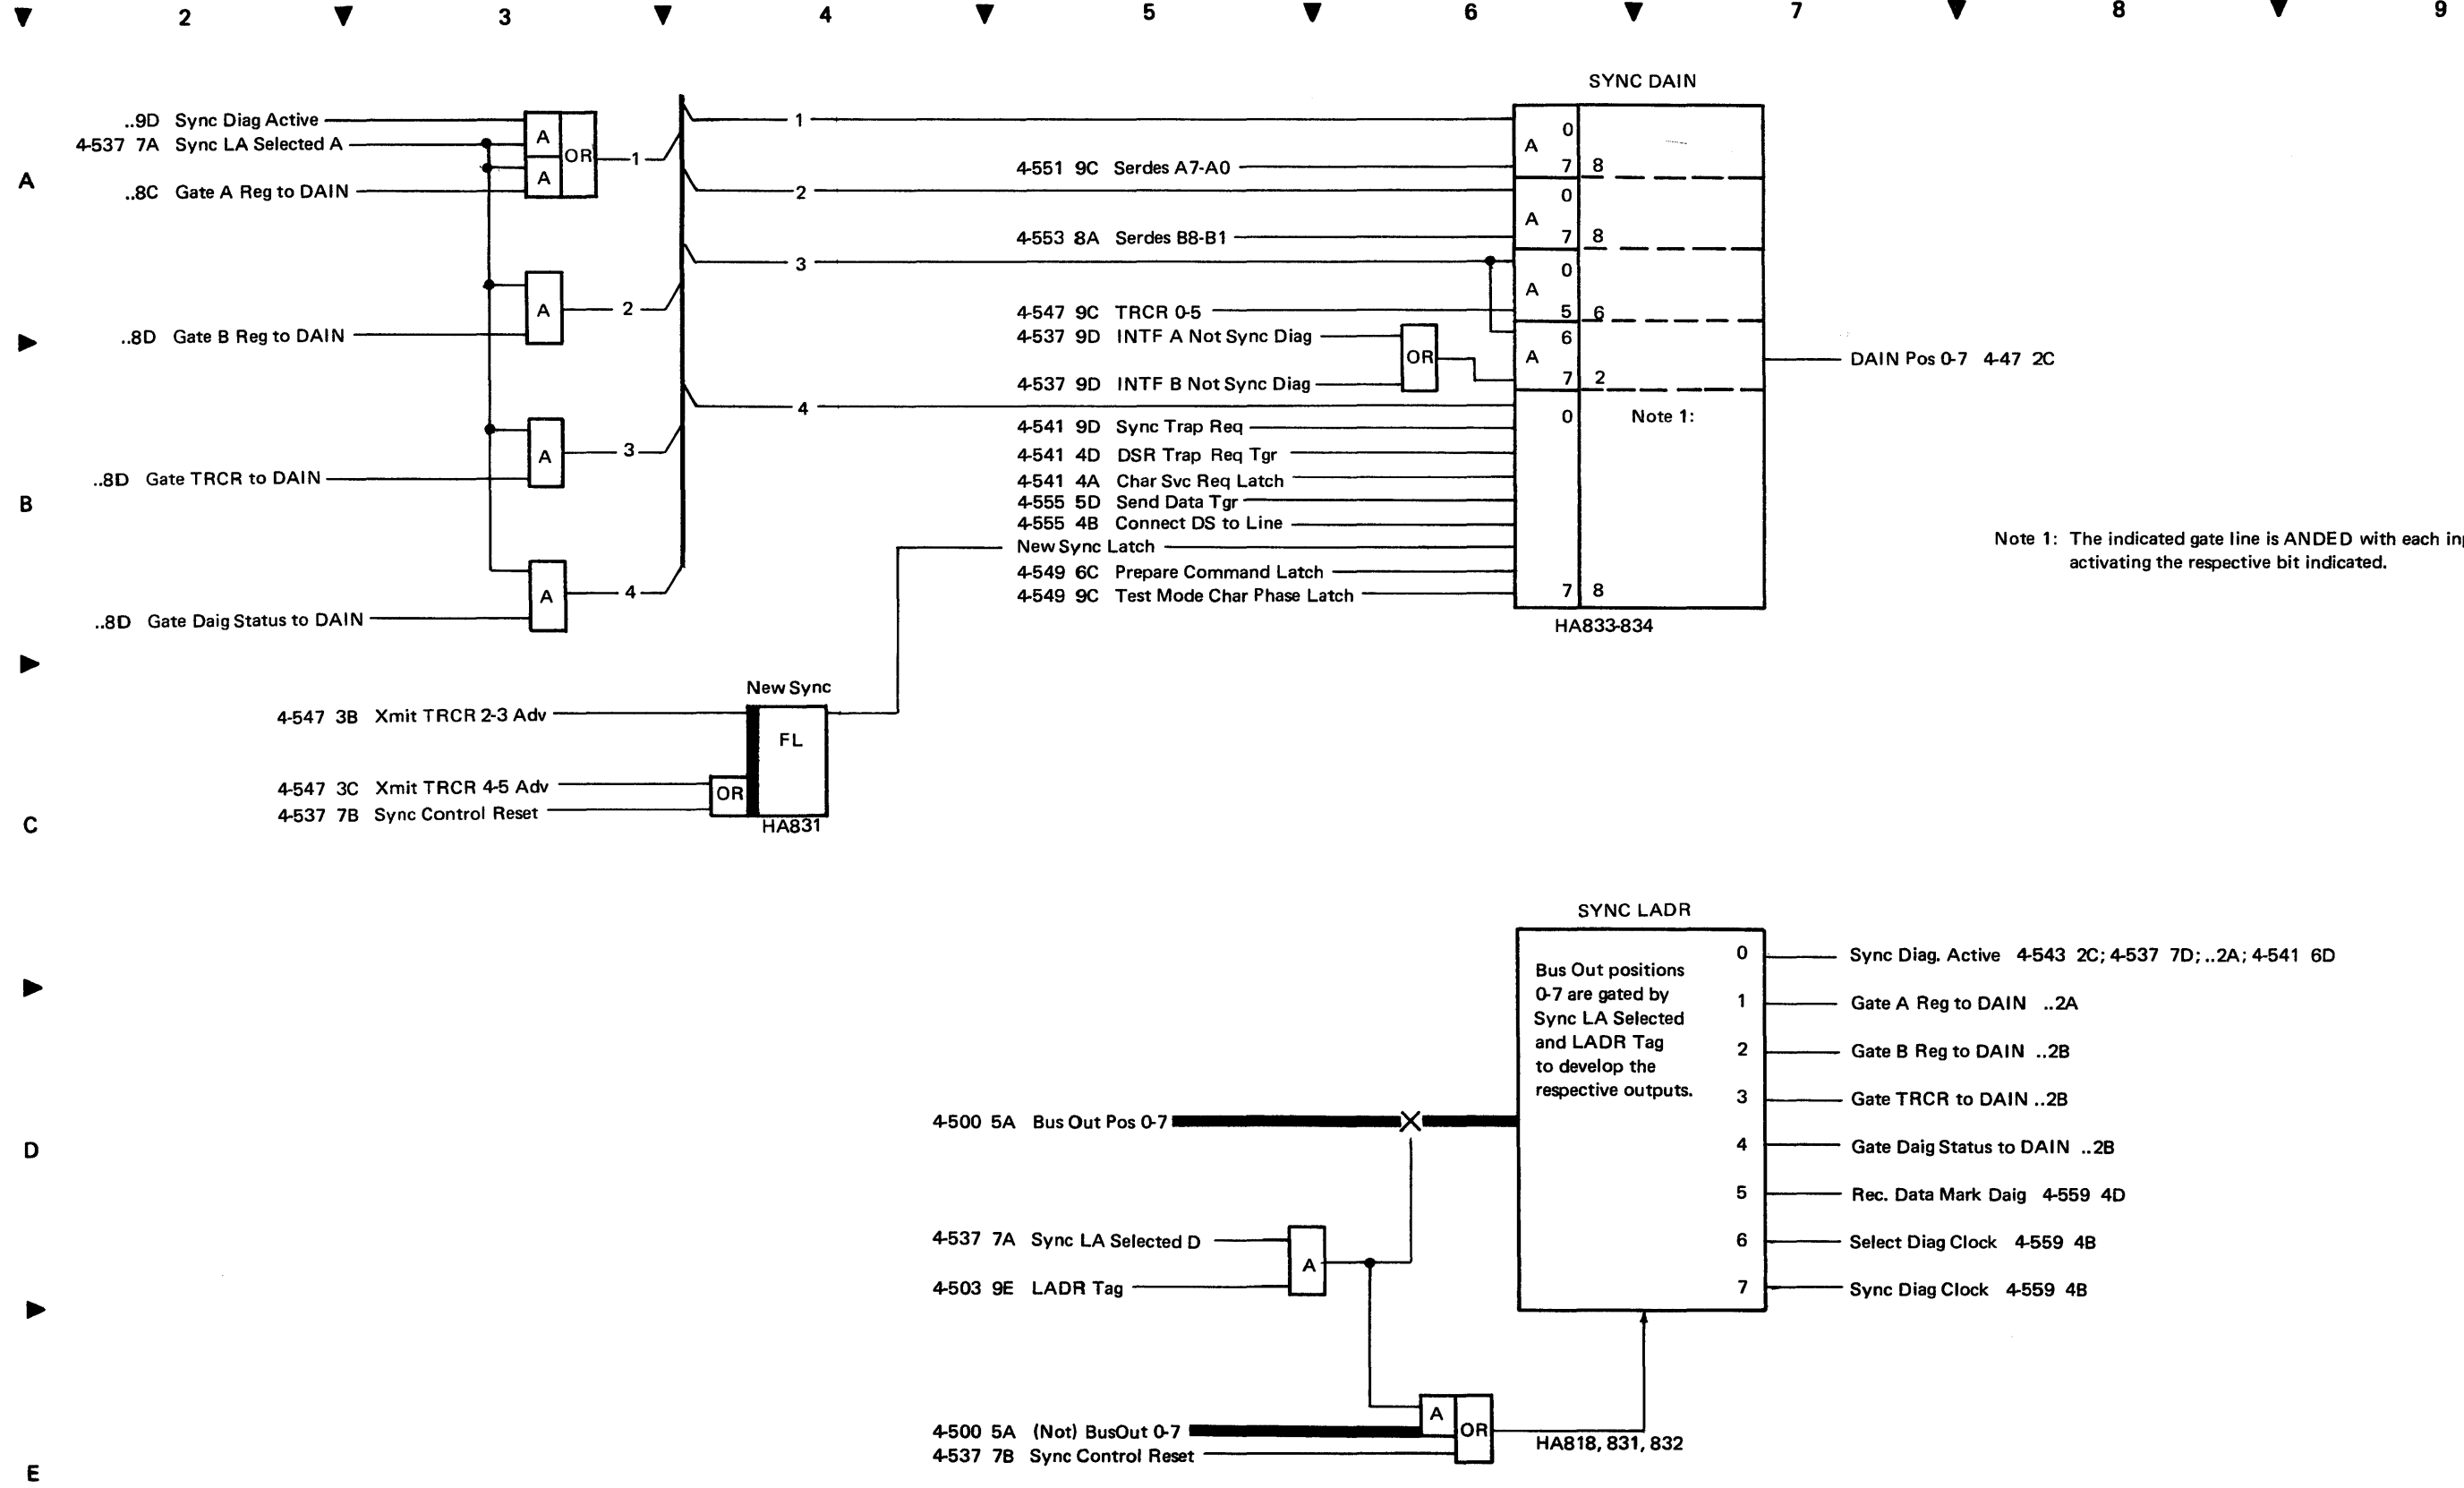 2 3 4 5 6 7 8 9
SYNC DAIN
..9D Sync Diag Active
4-537 7A Sync LA Selected A
..8C Gate A Reg to DAIN
A
A
OR
1
A
1
4-551 9C Serdes A7-A0
A
0
7 8
2
4-553 8A Serdes B8-B1
A
0
7 8
3
..8D Gate B Reg to DAIN
A
2
4-547 9C TRCR 0-5
A
0
5 6
4-537 9D INTF A Not Sync Diag
4-537 9D INTF B Not Sync Diag
OR
A
6
7 2
DAIN Pos 0-7 4-47 2C
4
..8D Gate TRCR to DAIN
A
3
B
4-541 9D Sync Trap Req
4-541 4D DSR Trap Req Tgr
4-541 4A Char Svc Req Latch
4-555 5D Send Data Tgr
4-555 4B Connect DS to Line
New Sync Latch
4-549 6C Prepare Command Latch
4-549 9C Test Mode Char Phase Latch
0
Note 1:
7 8
HA833-834
Note 1: The indicated gate line is ANDED with each
activating the respective bit indicated.
..8D Gate Daig Status to DAIN
A
4
New Sync
4-547 3B Xmit TRCR 2-3 Adv
FL
4-547 3C Xmit TRCR 4-5 Adv
4-537 7B Sync Control Reset
OR
HA831
C
SYNC LADR
Bus Out positions
0-7 are gated by
Sync LA Selected
and LADR Tag
to develop the
respective outputs.
0 Sync Diag. Active 4-543 2C; 4-537 7D; ..2A; 4-541 6D
1 Gate A Reg to DAIN ..2A
2 Gate B Reg to DAIN ..2B
3 Gate TRCR to DAIN ..2B
4 Gate Daig Status to DAIN ..2B
5 Rec. Data Mark Daig 4-559 4D
6 Select Diag Clock 4-559 4B
7 Sync Diag Clock 4-559 4B
4-500 5A Bus Out Pos 0-7
D
4-537 7A Sync LA Selected D
4-503 9E LADR Tag
A
4-500 5A (Not) BusOut 0-7
4-537 7B Sync Control Reset
A
OR
HA818, 831, 832
E